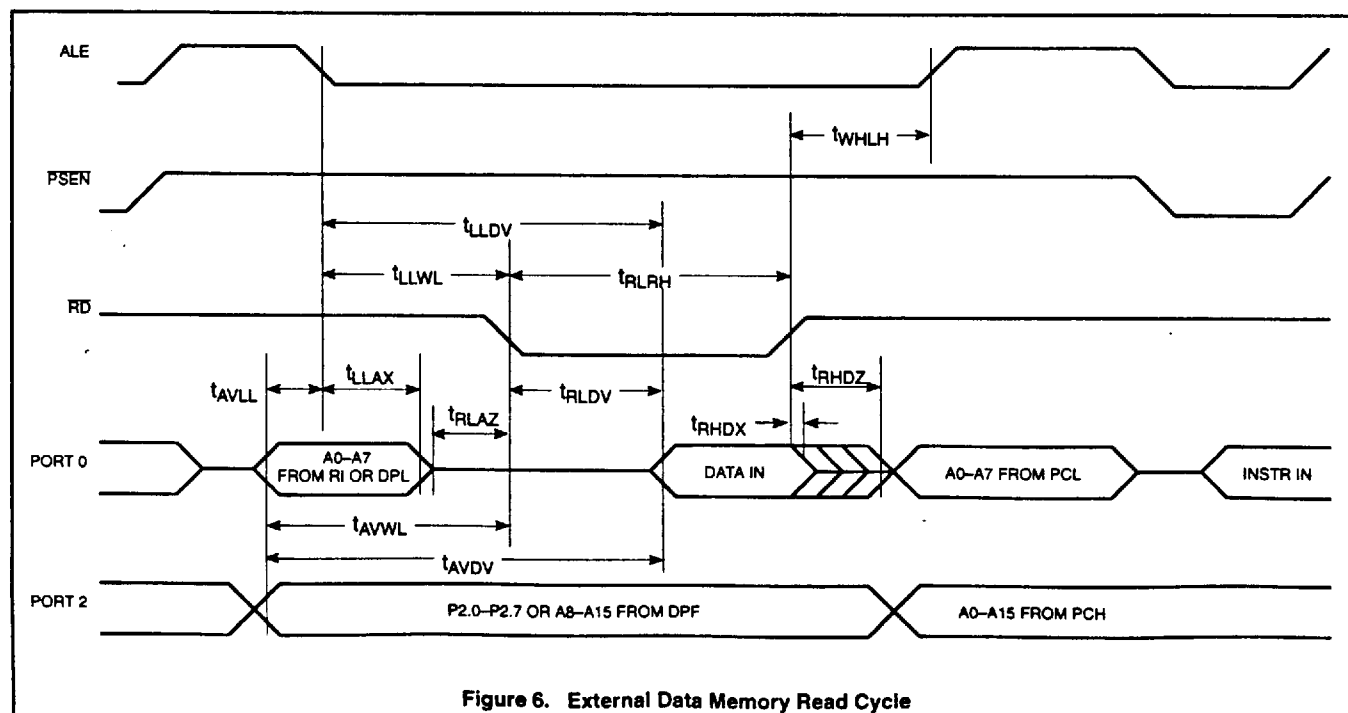 ALE
tWHLH
PSEN
tLLDV
tLLWL
tRLRH
RD
tAVLL
tLLAX
tRLAZ
tRLDV
tRHDZ
tRHDX
PORT 0
A0–A7
FROM RI OR DPL
DATA IN
A0–A7 FROM PCL
INSTR IN
tAVWL
tAVDV
PORT 2
P2.0–P2.7 OR A8–A15 FROM DPF
A0–A15 FROM PCH
Figure 6. External Data Memory Read Cycle